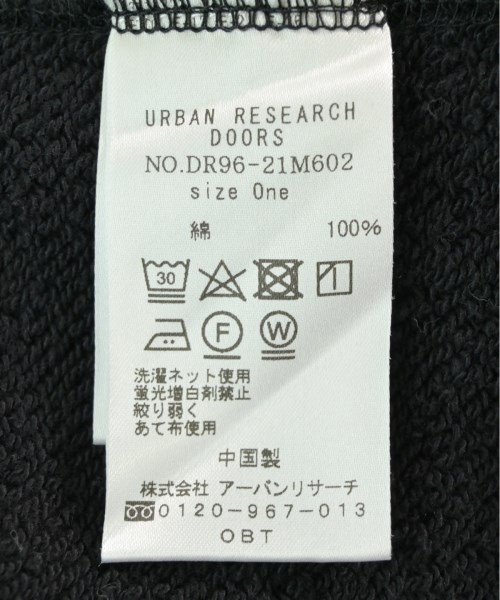 URBAN RESEARCH
DOORS
NO.DR96-21M602
size One
綿 100%
30
F W
洗濯ネット使用
蛍光増白剤禁止
絞り弱く
あて布使用
中国製
株式会社 アーバンリサーチ
0120-967-013
OBT